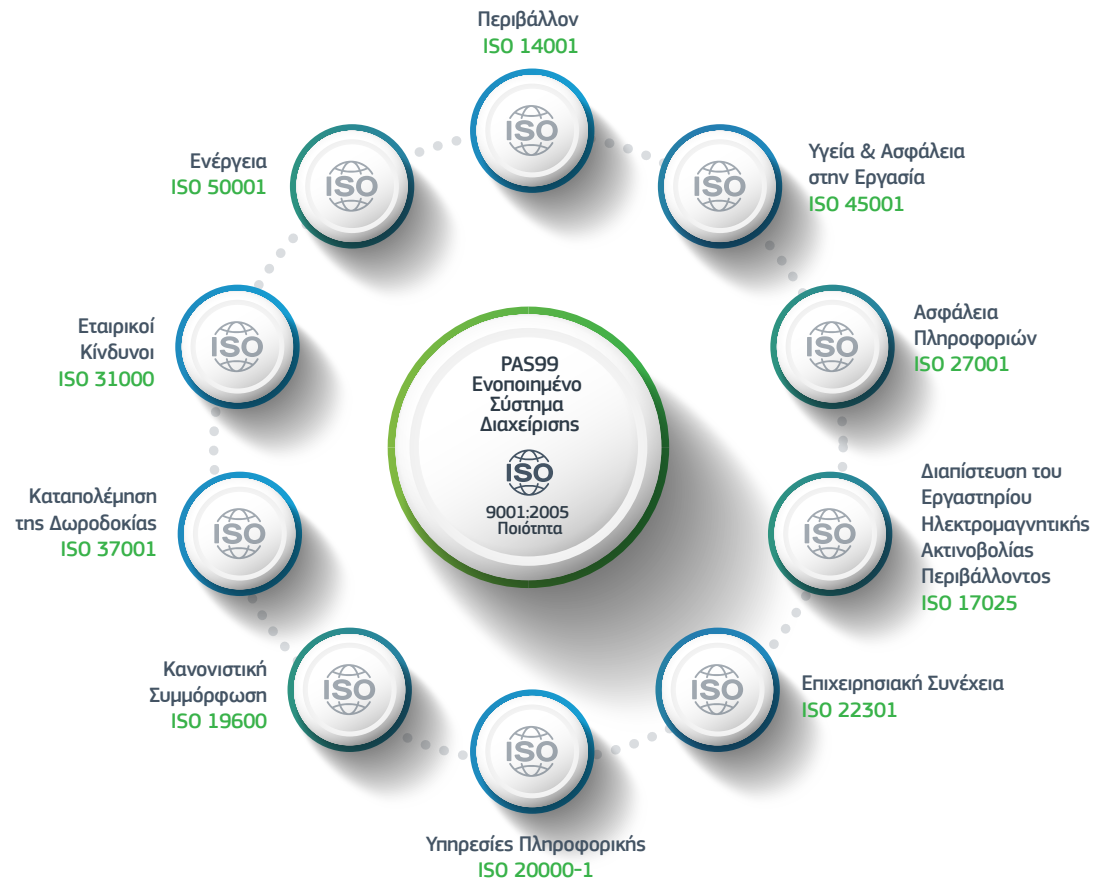 Περιβάλλον
ISO 14001
ISO
Υγεία & Ασφάλεια
στην Εργασία
ISO 45001
ISO
Ασφάλεια
Πληροφοριών
ISO 27001
ISO
Διαπίστευση του
Εργαστηρίου
Ηλεκτρομαγνητικής
Ακτινοβολίας
Περιβάλλοντος
ISO 17025
ISO
Επιχειρησιακή Συνέχεια
ISO 22301
ISO
Υπηρεσίες Πληροφορικής
ISO 20000-1
ISO
Κανονιστική
Συμμόρφωση
ISO 19600
ISO
Καταπολέμηση
της Δωροδοκίας
ISO 37001
ISO
Εταιρικοί
Κίνδυνοι
ISO 31000
ISO
Ενέργεια
ISO 50001
ISO
PAS99
Ενοποιημένο
Σύστημα
Διαχείρισης
ISO
9001:2005
Ποιότητα